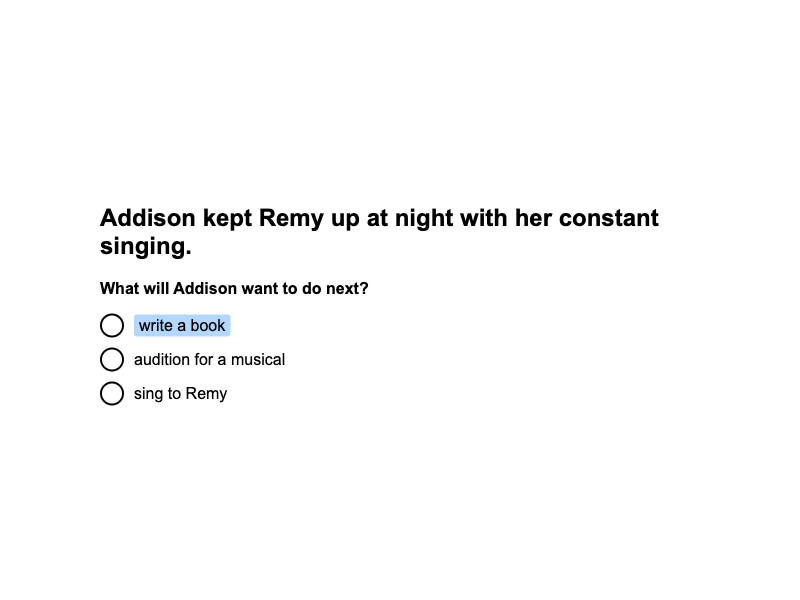 Addison kept Remy up at night with her constant
singing.
What will Addison want to do next?
write a book
audition for a musical
sing to Remy